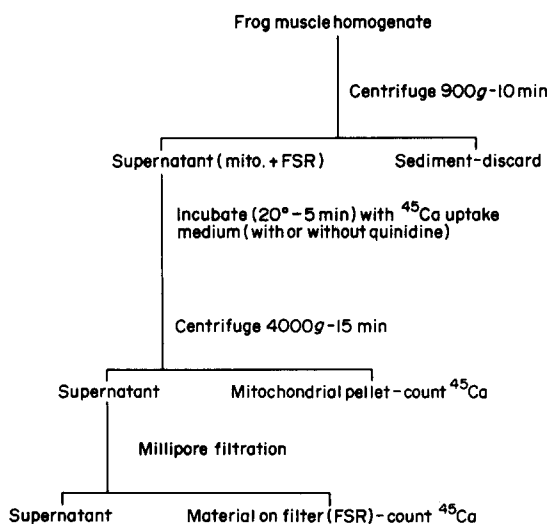 Frog muscle homogenate
Centrifuge 900g-10 min
Supernatant (mito. + FSR)
Sediment-discard
Incubate (20°-5 min) with ⁴⁵Ca uptake
medium (with or without quinidine)
Centrifuge 4000g-15 min
Supernatant
Mitochondrial pellet-count ⁴⁵Ca
Millipore filtration
Supernatant
Material on filter (FSR)-count ⁴⁵Ca